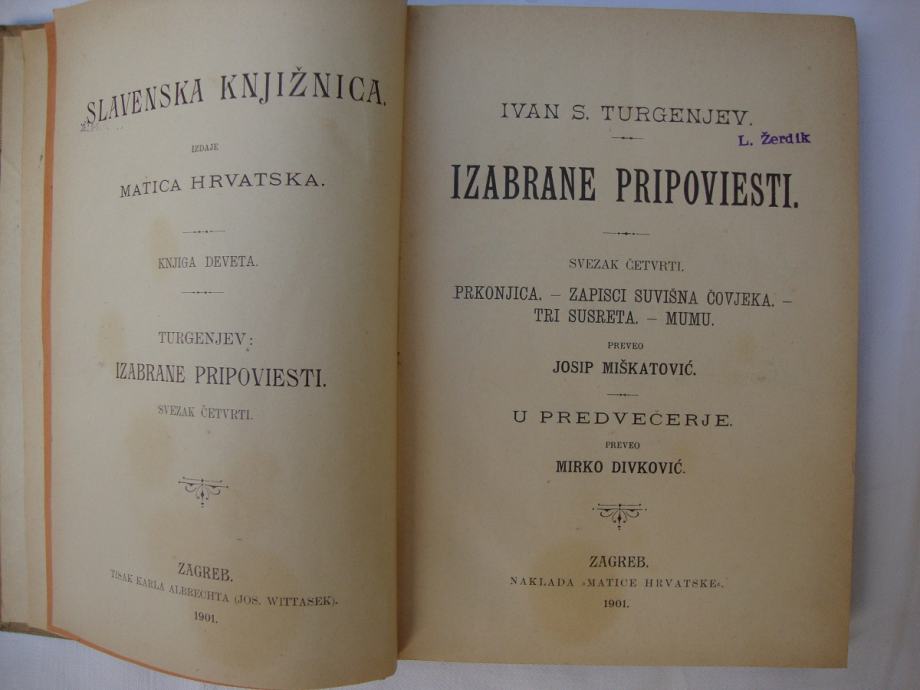 SLAVENSKA KNJIŽNICA.
IZDAJE
MATICA HRVATSKA.
KNJIGA DEVETA.
TURGENJEV:
IZABRANE PRIPOVIESTI.
SVEZAK ČETVRTI.
ZAGREB.
TISAK KARLA ALBRECHTA (JOS. WITTASEK).
1901.
IVAN S. TURGENJEV.
L. Žerdik
IZABRANE PRIPOVIESTI.
SVEZAK ČETVRTI.
PRKONJICA. — ZAPISCI SUVIŠNA ČOVJEKA. —
TRI SUSRETA. — MUMU.
PREVEO
JOSIP MIŠKATOVIĆ.
U PREDVEČERJE.
PREVEO
MIRKO DIVKOVIĆ.
ZAGREB.
NAKLADA »MATICE HRVATSKE«.
1901.